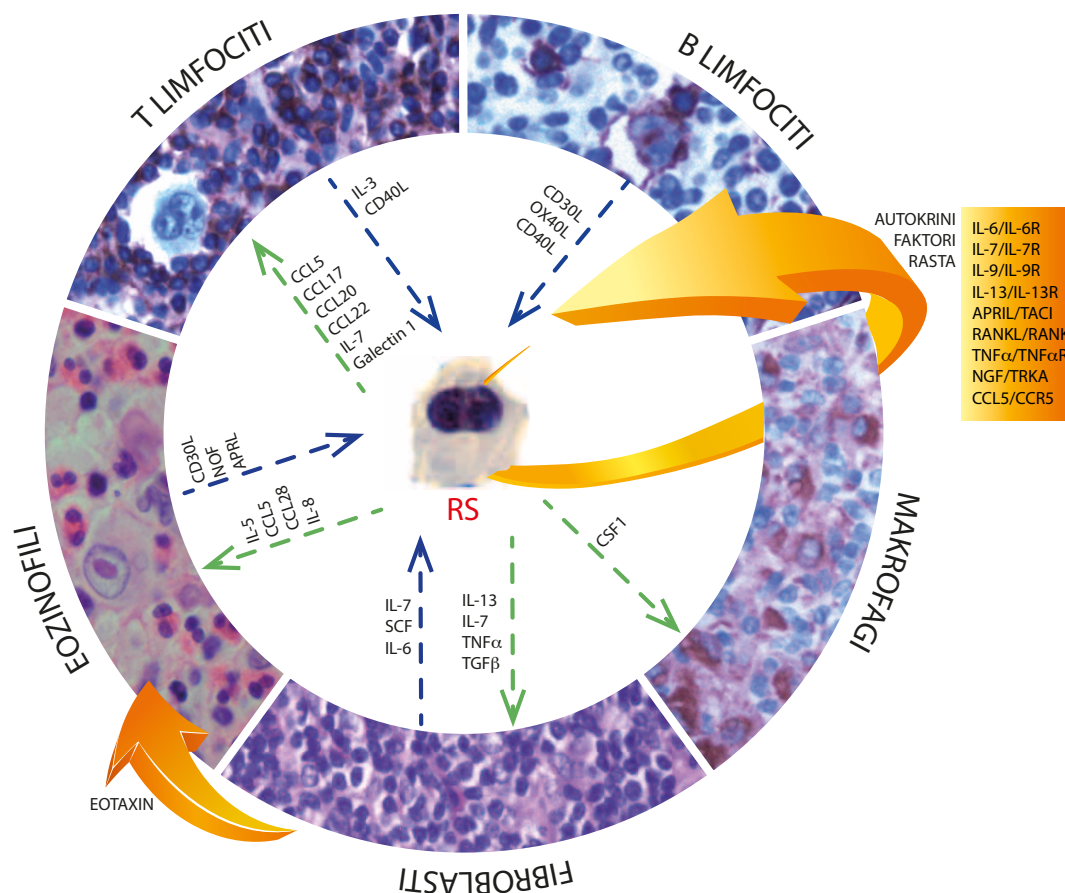 T LIMFOCITI
B LIMFOCITI
IL-3
CD40L
CD30L
OX40L
CD40L
AUTOKRINI
FAKTORI
RASTA
IL-6/IL-6R
IL-7/IL-7R
IL-9/IL-9R
IL-13/IL-13R
APRIL/TACI
RANKL/RANK
TNFα/TNFαR
NGF/TRKA
CCL5/CCR5
CCL5
CCL17
CCL20
CCL22
IL-7
Galectin 1
CD30L
NOF
APRL
IL-5
CCL5
CCL28
IL-8
RS
CSF1
IL-7
SCF
IL-6
IL-13
IL-7
TNFα
TGFβ
EOZINOFILI
MAKROFAGI
EOTAXIN
FIBROBLASTI